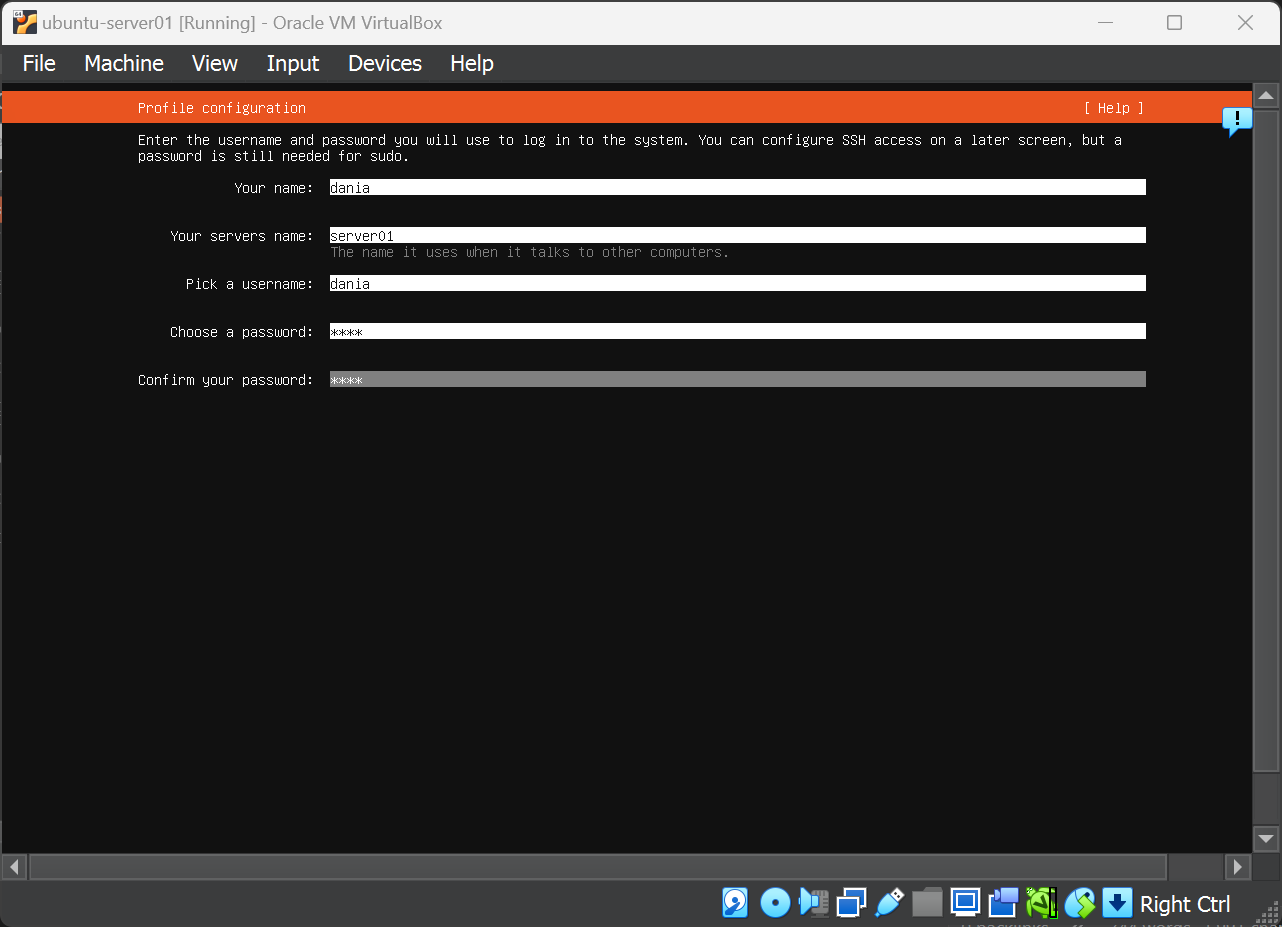 ubuntu-server01 [Running] - Oracle VM VirtualBox
File Machine View Input Devices Help
Profile configuration [ Help ]
Enter the username and password you will use to log in to the system. You can configure SSH access on a later screen, but a
password is still needed for sudo.
Your name: dania
Your servers name: server01
The name it uses when it talks to other computers.
Pick a username: dania
Choose a password: ****
Confirm your password: ****
Right Ctrl